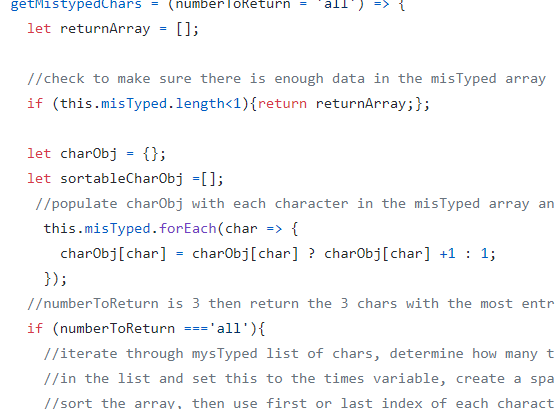 getMistypedChars = (numberToReturn = 'all') => {
let returnArray = [];
//check to make sure there is enough data in the misTyped array
if (this.misTyped.length<1){return returnArray;};
let charObj = {};
let sortableCharObj =[];
//populate charObj with each character in the misTyped array an
this.misTyped.forEach(char => {
charObj[char] = charObj[char] ? charObj[char] +1 : 1;
});
//numberToReturn is 3 then return the 3 chars with the most entr
if (numberToReturn ==='all'){
//iterate through mysTyped list of chars, determine how many t
//in the list and set this to the times variable, create a spa
//sort the array, then use first or last index of each charact